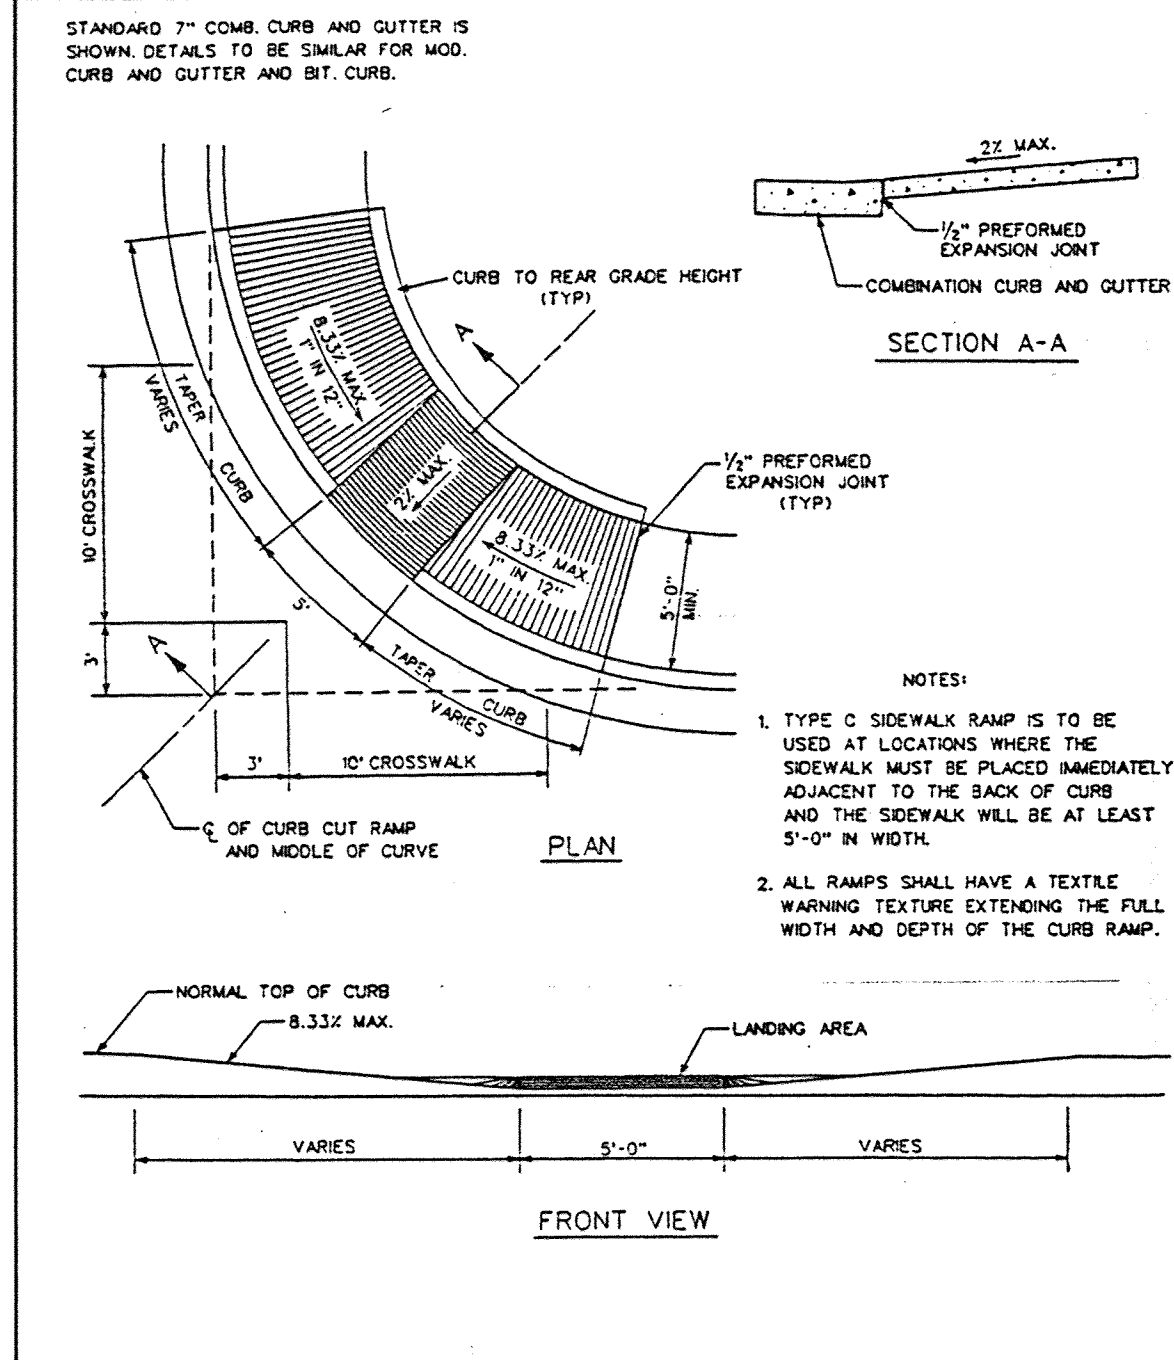 STANDARD 7" COMB. CURB AND GUTTER IS
SHOWN. DETAILS TO BE SIMILAR FOR MOD.
CURB AND GUTTER AND BIT. CURB.
2% MAX.
1/2" PREFORMED
EXPANSION JOINT
COMBINATION CURB AND GUTTER
SECTION A-A
CURB TO REAR GRADE HEIGHT
(TYP)
A
8.33% MAX.
1" IN 12"
TAPER CURB
VARIES
10' CROSSWALK
2% MAX.
1/2" PREFORMED
EXPANSION JOINT
(TYP)
8.33% MAX.
1" IN 12"
5'-0"
MIN.
5'
3'
A
TAPER CURB
VARIES
3'
10' CROSSWALK
℄ OF CURB CUT RAMP
AND MIDDLE OF CURVE
PLAN
NOTES:
1. TYPE C SIDEWALK RAMP IS TO BE
USED AT LOCATIONS WHERE THE
SIDEWALK MUST BE PLACED IMMEDIATELY
ADJACENT TO THE BACK OF CURB
AND THE SIDEWALK WILL BE AT LEAST
5'-0" IN WIDTH.
2. ALL RAMPS SHALL HAVE A TEXTILE
WARNING TEXTURE EXTENDING THE FULL
WIDTH AND DEPTH OF THE CURB RAMP.
NORMAL TOP OF CURB
8.33% MAX.
LANDING AREA
VARIES
5'-0"
VARIES
FRONT VIEW